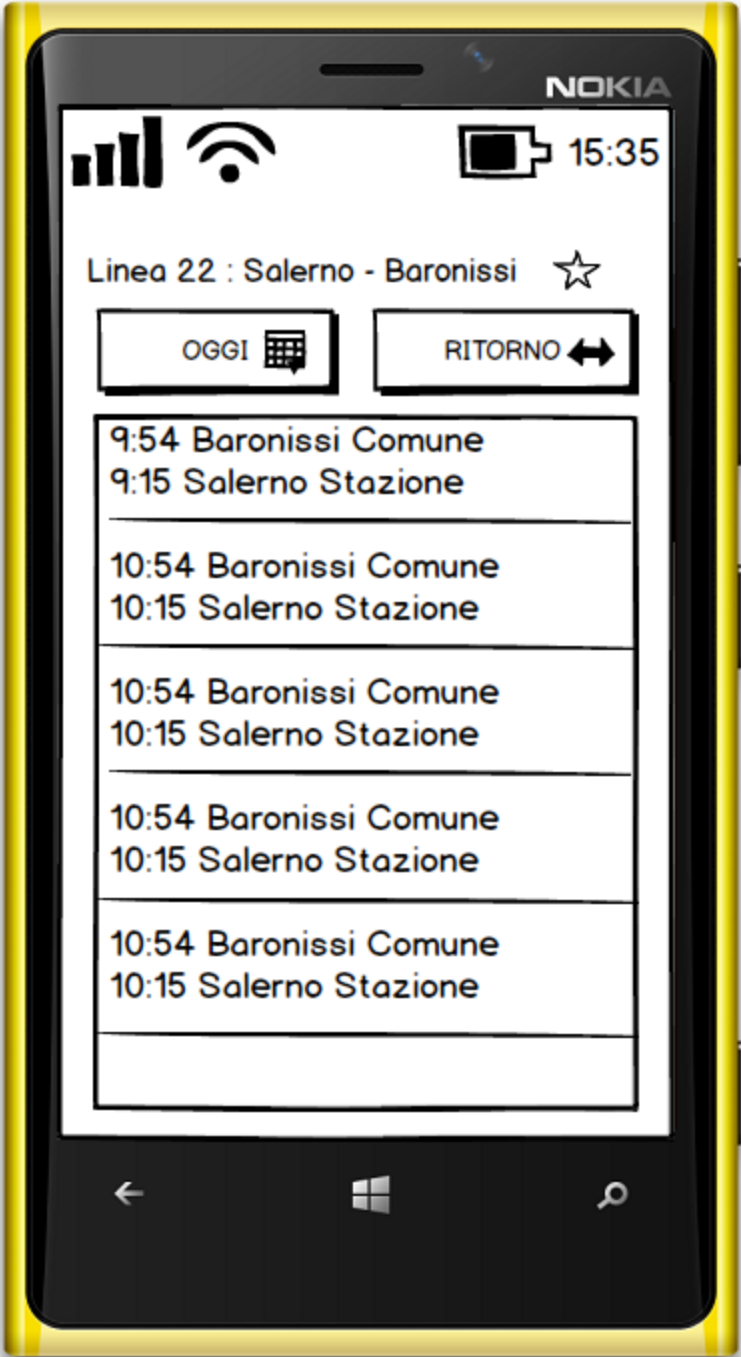 NOKIA
15:35
Linea 22 : Salerno - Baronissi
OGGI
RITORNO
9:54 Baronissi Comune
9:15 Salerno Stazione
10:54 Baronissi Comune
10:15 Salerno Stazione
10:54 Baronissi Comune
10:15 Salerno Stazione
10:54 Baronissi Comune
10:15 Salerno Stazione
10:54 Baronissi Comune
10:15 Salerno Stazione